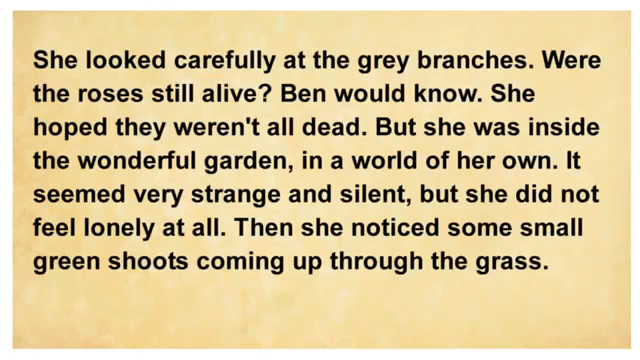 She looked carefully at the grey branches. Were
the roses still alive? Ben would know. She
hoped they weren't all dead. But she was inside
the wonderful garden, in a world of her own. It
seemed very strange and silent, but she did not
feel lonely at all. Then she noticed some small
green shoots coming up through the grass.